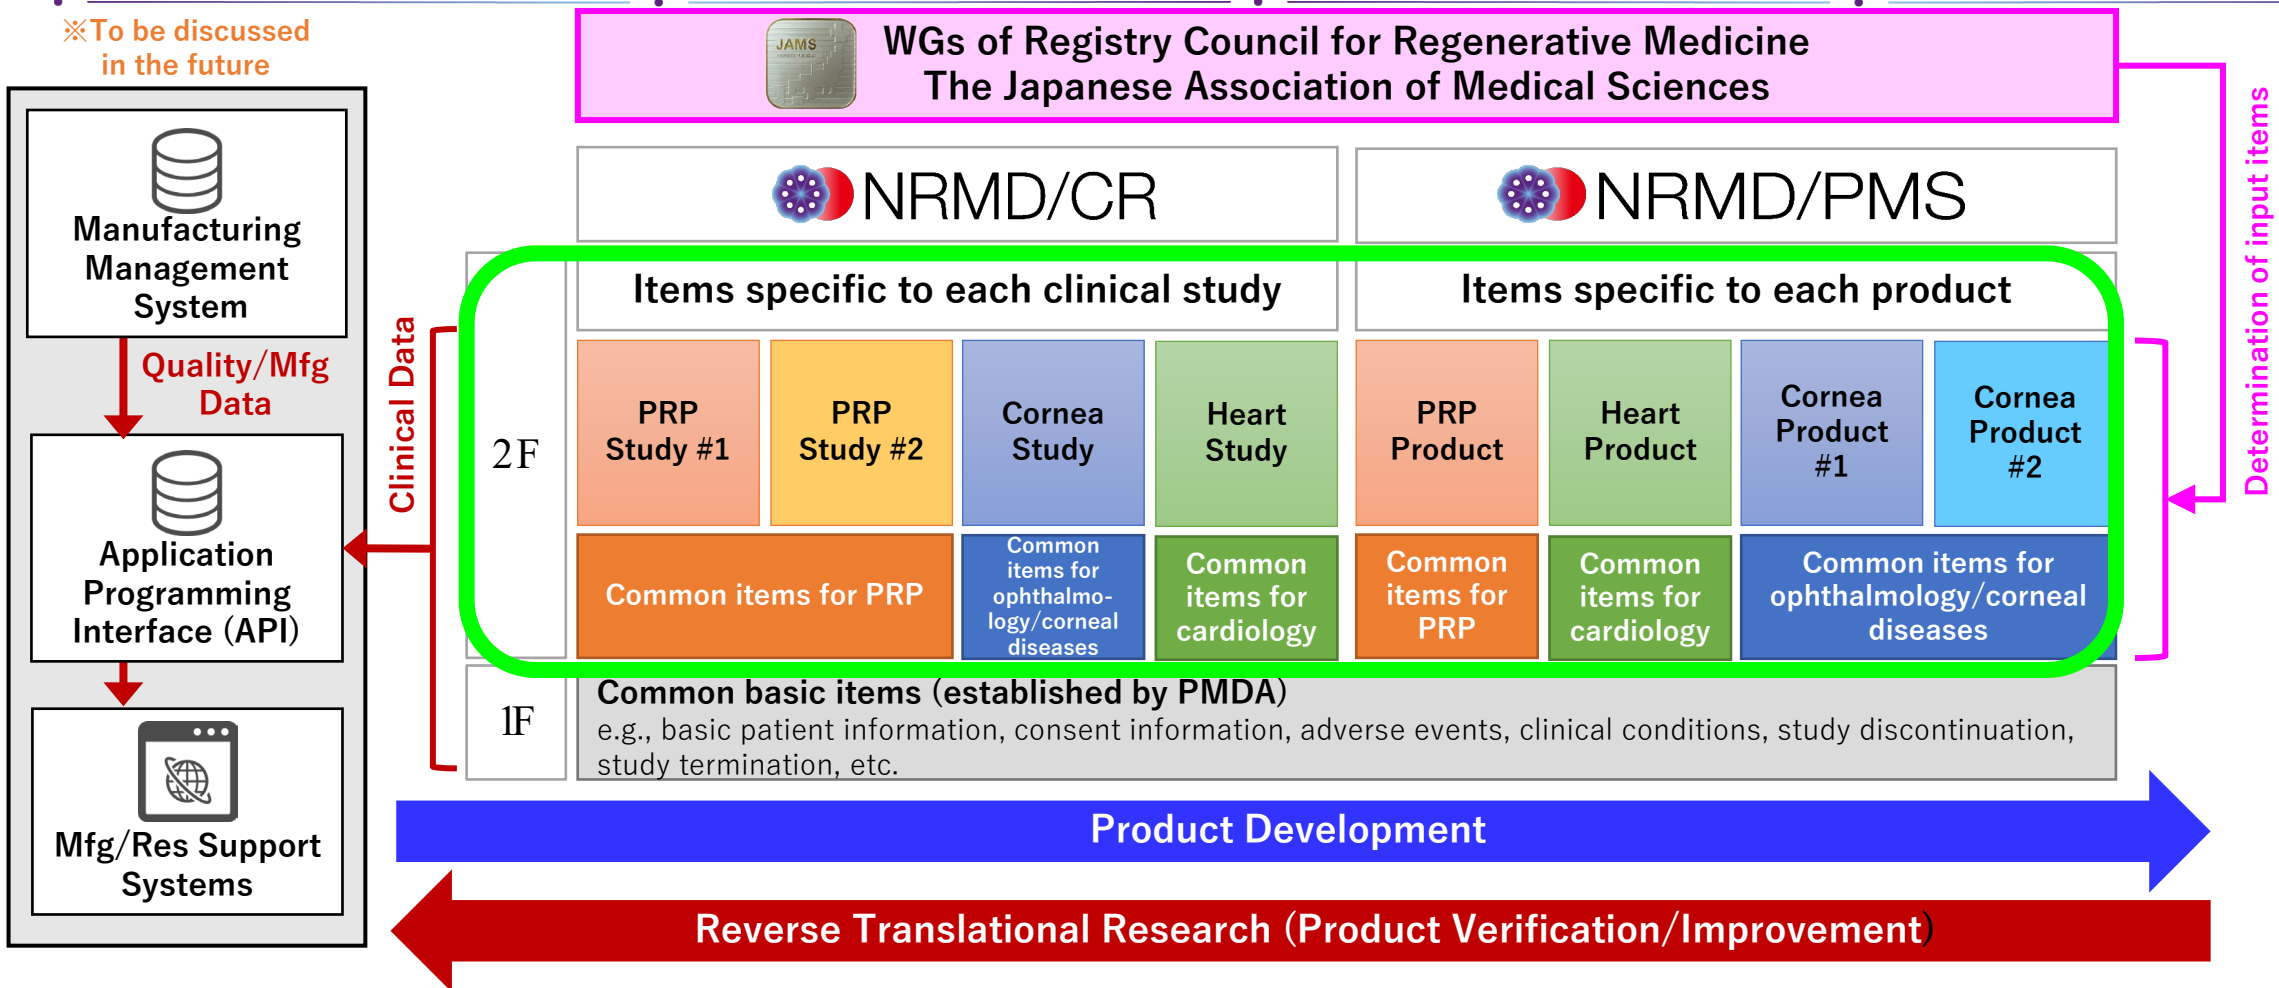 ※To be discussed
in the future
JAMS
WGs of Registry Council for Regenerative Medicine
The Japanese Association of Medical Sciences
Manufacturing
Management
System
Quality/Mfg
Data
Application
Programming
Interface (API)
Mfg/Res Support
Systems
Clinical Data
NRMD/CR
NRMD/PMS
2F
Items specific to each clinical study
Items specific to each product
PRP
Study #1
PRP
Study #2
Cornea
Study
Heart
Study
PRP
Product
Heart
Product
Cornea
Product
#1
Cornea
Product
#2
Common items for PRP
Common
items for
ophthalmo-
logy/corneal
diseases
Common
items for
cardiology
Common
items for
PRP
Common
items for
cardiology
Common items for
ophthalmology/corneal
diseases
1F
Common basic items (established by PMDA)
e.g., basic patient information, consent information, adverse events, clinical conditions, study discontinuation,
study termination, etc.
Determination of input items
Product Development
Reverse Translational Research (Product Verification/Improvement)